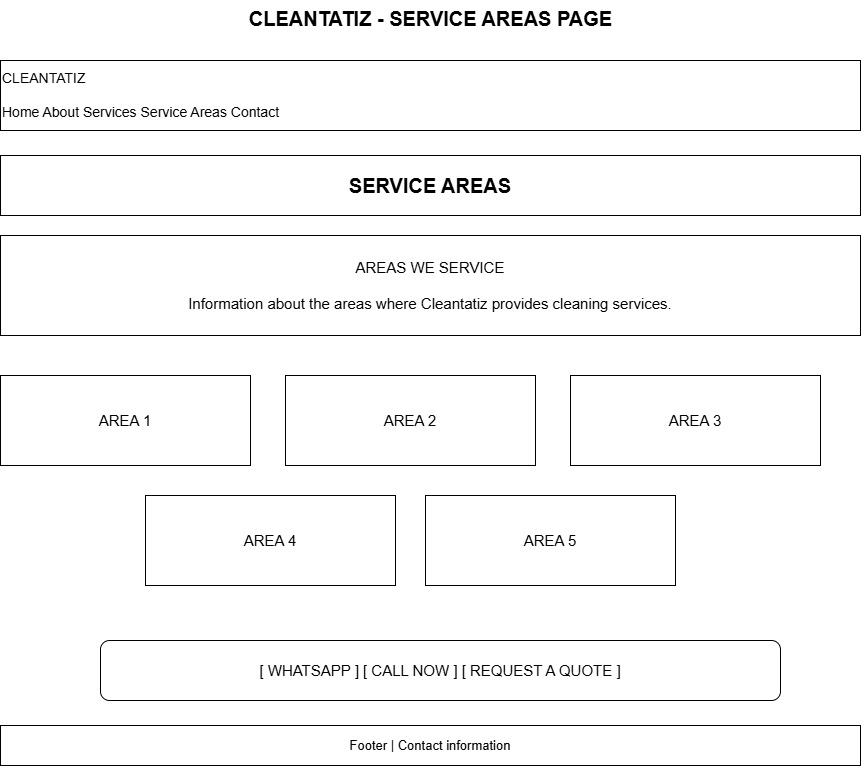 CLEANTATIZ - SERVICE AREAS PAGE
CLEANTATIZ
Home About Services Service Areas Contact
SERVICE AREAS
AREAS WE SERVICE
Information about the areas where Cleantatiz provides cleaning services.
AREA 1
AREA 2
AREA 3
AREA 4
AREA 5
[ WHATSAPP ] [ CALL NOW ] [ REQUEST A QUOTE ]
Footer | Contact information